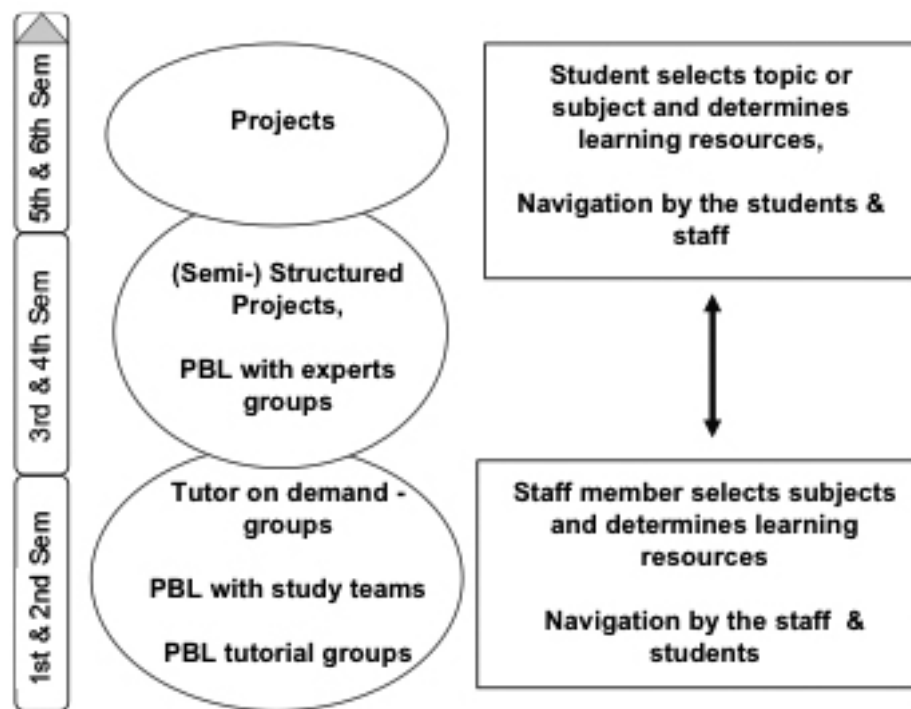 5th & 6th Sem
Projects
Student selects topic or
subject and determines
learning resources,
Navigation by the students &
staff
3rd & 4th Sem
(Semi-) Structured
Projects,
PBL with experts
groups
1st & 2nd Sem
Tutor on demand -
groups
PBL with study teams
PBL tutorial groups
Staff member selects subjects
and determines learning
resources
Navigation by the staff &
students